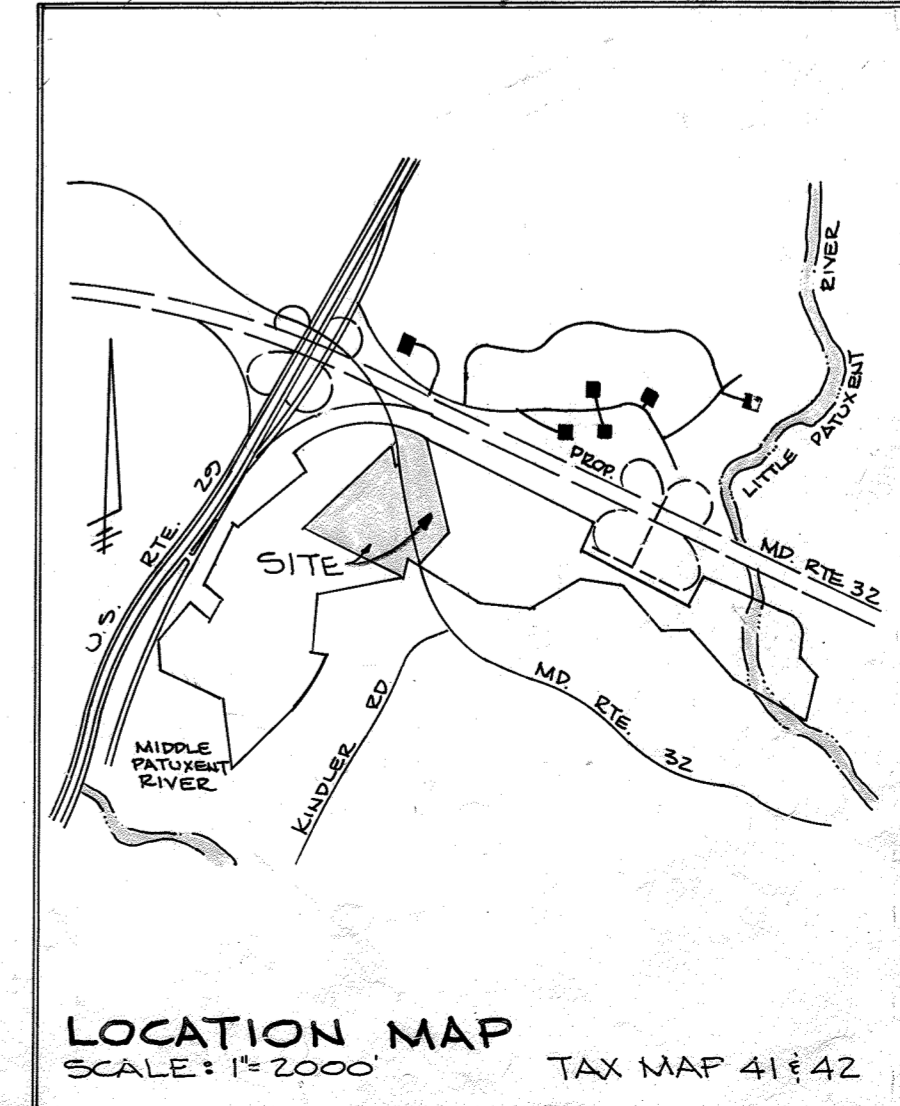 RIVER
LITTLE PATUXENT
PROP.
U.S. RTE. 29
SITE
MD. RTE 32
MD. RTE. 32
KINDLER RD.
MIDDLE
PATUXENT
RIVER
LOCATION MAP
SCALE: 1"=2000'
TAX MAP 41 & 42